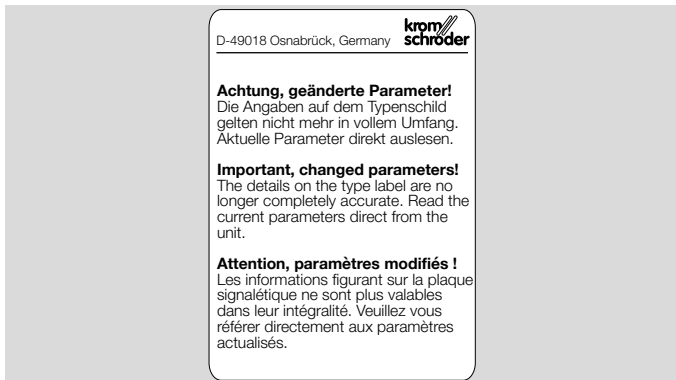 D-49018 Osnabrück, Germany
krom
schröder
Achtung, geänderte Parameter!
Die Angaben auf dem Typenschild
gelten nicht mehr in vollem Umfang.
Aktuelle Parameter direkt auslesen.
Important, changed parameters!
The details on the type label are no
longer completely accurate. Read the
current parameters direct from the
unit.
Attention, paramètres modifiés !
Les informations figurant sur la plaque
signalétique ne sont plus valables
dans leur intégralité. Veuillez vous
référer directement aux paramètres
actualisés.